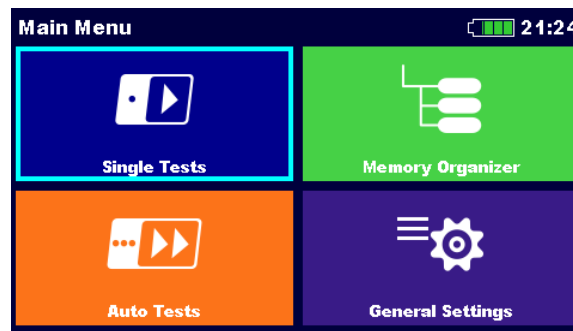 Main Menu 21:24
Single Tests Memory Organizer
Auto Tests General Settings